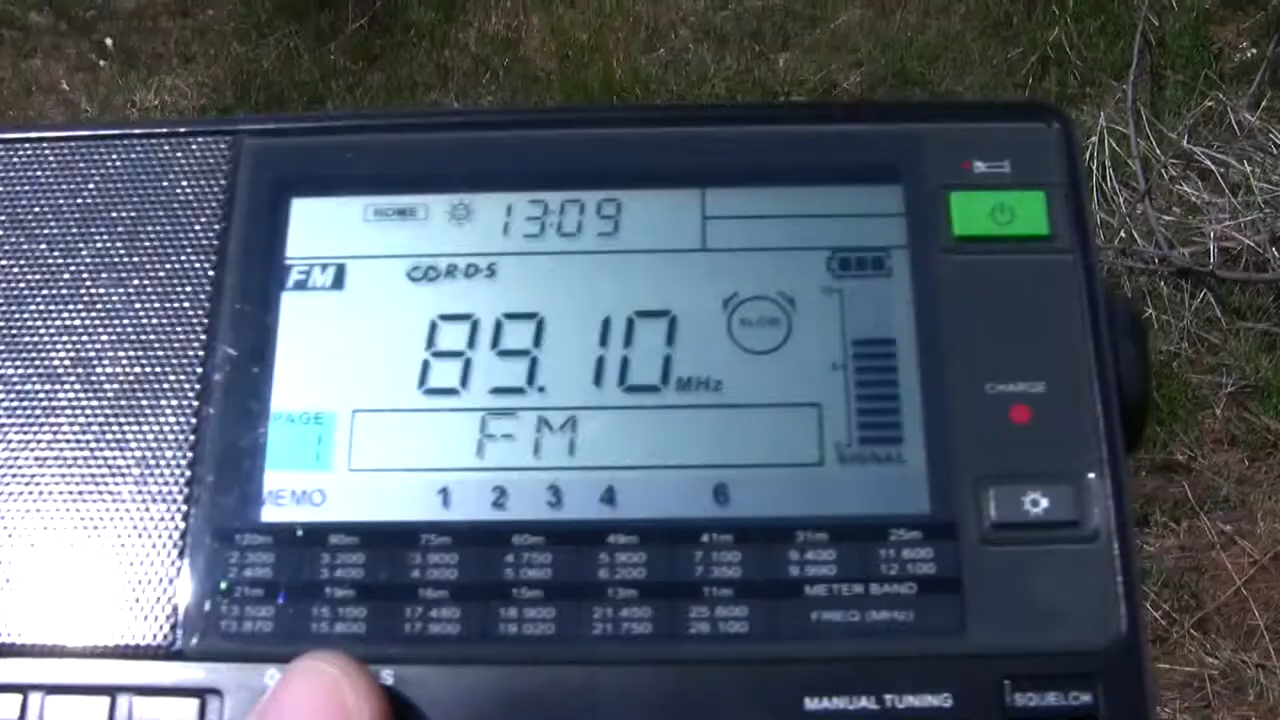 HOME 13:09
FM R·D·S
89.10 MHz
SLOW
PAGE
1
FM
SIGNAL
MEMO 1 2 3 4 6
120m 90m 75m 60m 49m 41m 31m 25m
2.300 3.200 3.900 4.750 5.900 7.100 9.400 11.600
2.495 3.400 4.000 5.060 6.200 7.350 9.990 12.100
21m 19m 16m 15m 13m 11m METER BAND
13.500 15.100 17.480 18.900 21.450 25.600 FREQ (MHz)
13.870 15.800 17.900 19.020 21.750 26.100
CHARGE
MANUAL TUNING
SQUELCH